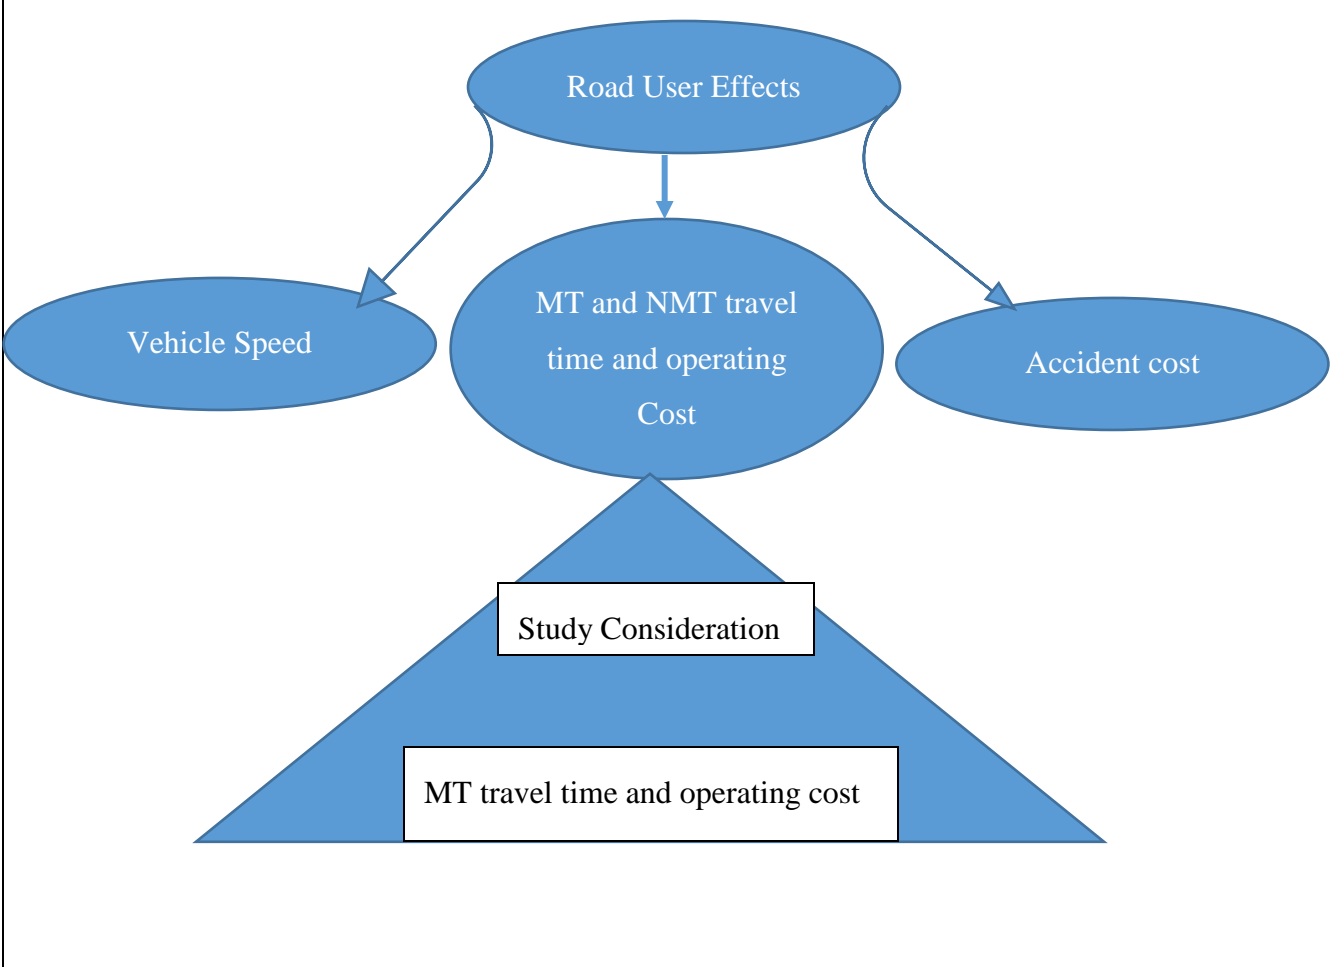 Road User Effects
Vehicle Speed
MT and NMT travel
time and operating
Cost
Accident cost
Study Consideration
MT travel time and operating cost